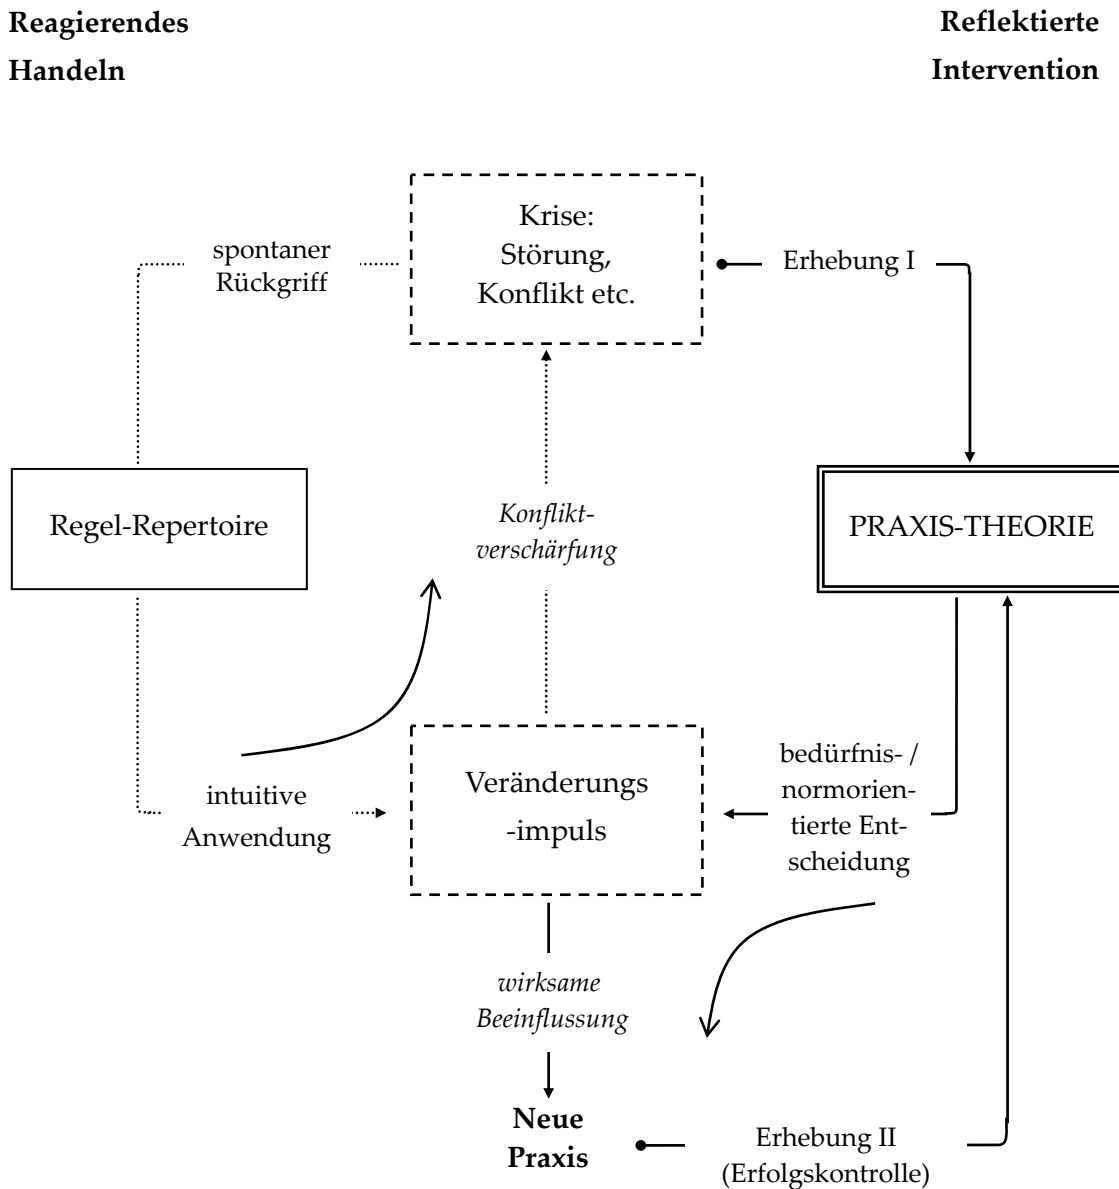 Reagierendes
Handeln
Reflektierte
Intervention
Krise:
Störung,
Konflikt etc.
spontaner
Rückgriff
Erhebung I
Regel-Repertoire
Konflikt-
verschärfung
PRAXIS-THEORIE
intuitive
Anwendung
Veränderungs
-impuls
bedürfnis- /
normorien-
tierte Ent-
scheidung
wirksame
Beeinflussung
Neue
Praxis
Erhebung II
(Erfolgskontrolle)